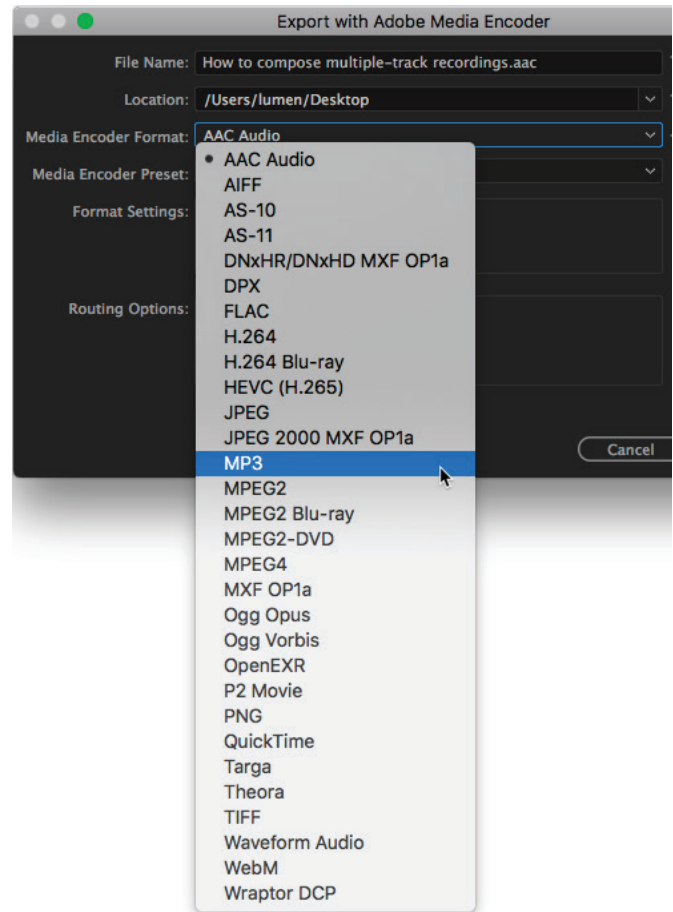 Export with Adobe Media Encoder
File Name: How to compose multiple-track recordings.aac
Location: /Users/lumen/Desktop
Media Encoder Format: AAC Audio
Media Encoder Preset:
Format Settings:
Routing Options:
• AAC Audio
AIFF
AS-10
AS-11
DNxHR/DNxHD MXF OP1a
DPX
FLAC
H.264
H.264 Blu-ray
HEVC (H.265)
JPEG
JPEG 2000 MXF OP1a
MP3
MPEG2
MPEG2 Blu-ray
MPEG2-DVD
MPEG4
MXF OP1a
Ogg Opus
Ogg Vorbis
OpenEXR
P2 Movie
PNG
QuickTime
Targa
Theora
TIFF
Waveform Audio
WebM
Wraptor DCP
Cancel